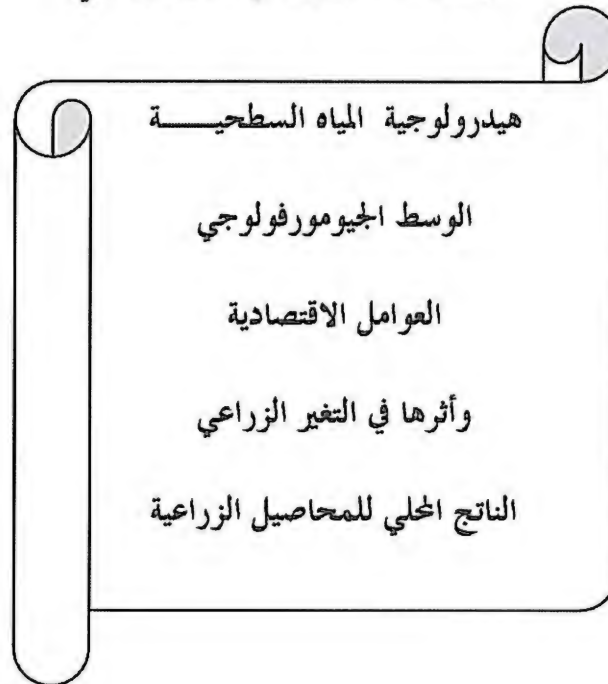 هيدرولوجية المياه السطحيـــــة
الوسط الجيومورفولوجي
العوامل الاقتصادية
وأثرها في التغير الزراعي
الناتج المحلي للمحاصيل الزراعية